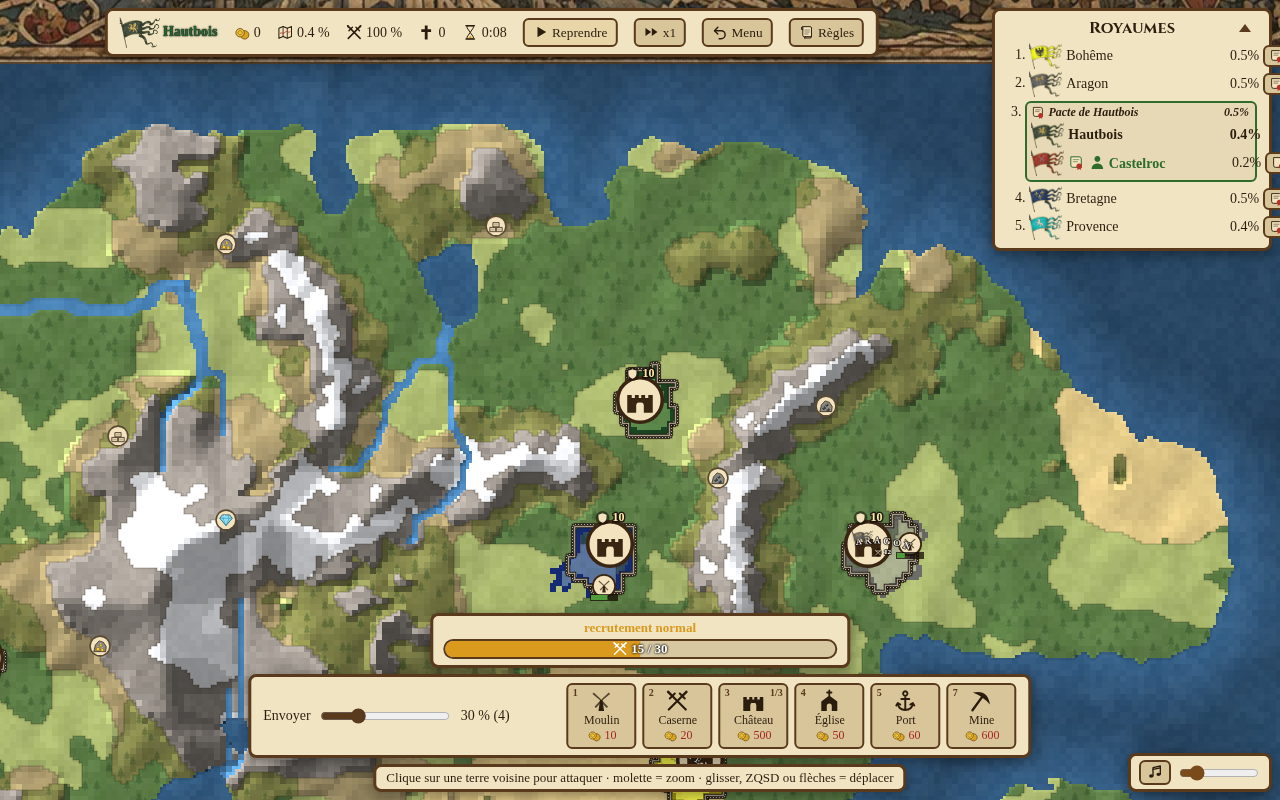 Hautbois 0 0.4 % 100 % 0 0:08 Reprendre x1 Menu Règles
ROYAUMES
1. Bohême 0.5%
2. Aragon 0.5%
3. Pacte de Hautbois 0.5%
Hautbois 0.4%
Castelroc 0.2%
4. Bretagne 0.5%
5. Provence 0.4%
10
10
10
ARAGON
recrutement normal
15 / 30
Envoyer 30 % (4)
1 Moulin 10
2 Caserne 20
3 1/3 Château 500
4 Église 50
5 Port 60
7 Mine 600
Clique sur une terre voisine pour attaquer · molette = zoom · glisser, ZQSD ou flèches = déplacer